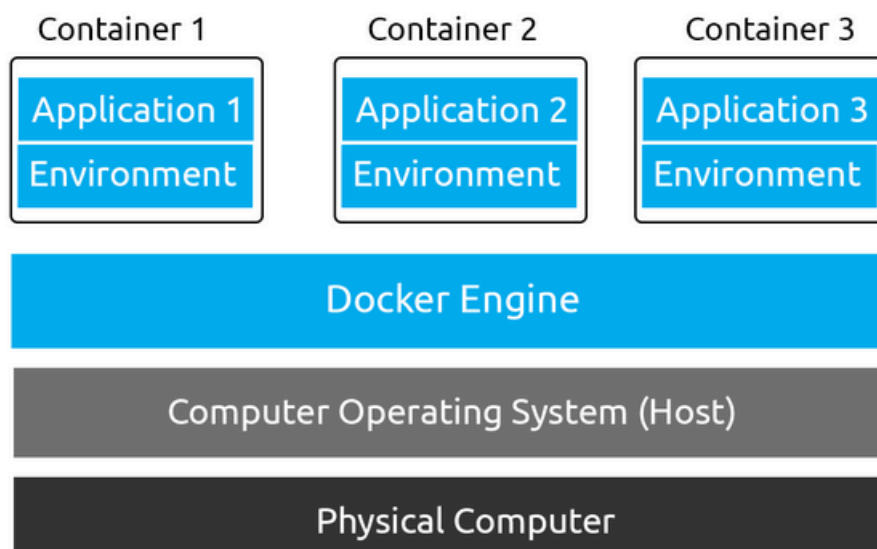 Container 1
Container 2
Container 3
Application 1
Application 2
Application 3
Environment
Environment
Environment
Docker Engine
Computer Operating System (Host)
Physical Computer